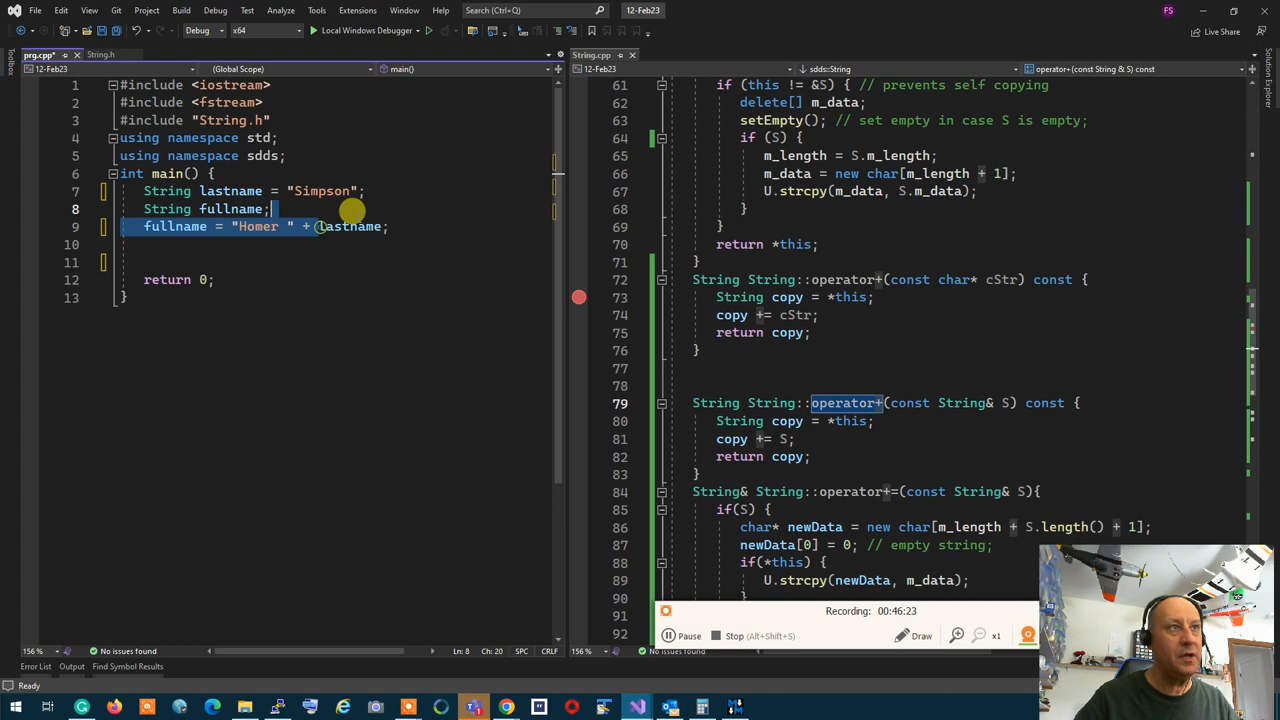 File Edit View Git Project Build Debug Test Analyze Tools Extensions Window Help Search (Ctrl+Q) 12-Feb23 FS
Debug x64 Local Windows Debugger Live Share
prg.cpp* String.h
12-Feb23 (Global Scope) main()
1 #include <iostream>
2 #include <fstream>
3 #include "String.h"
4 using namespace std;
5 using namespace sdds;
6 int main() {
7 String lastname = "Simpson";
8 String fullname;
9 fullname = "Homer " + lastname;
10
11
12 return 0;
13 }
156 % No issues found Ln: 8 Ch: 20 SPC CRLF
String.cpp
12-Feb23 sdds::String operator+(const String & S) const
61 if (this != &S) { // prevents self copying
62 delete[] m_data;
63 setEmpty(); // set empty in case S is empty;
64 if (S) {
65 m_length = S.m_length;
66 m_data = new char[m_length + 1];
67 U.strcpy(m_data, S.m_data);
68 }
69 }
70 return *this;
71 }
72 String String::operator+(const char* cStr) const {
73 String copy = *this;
74 copy += cStr;
75 return copy;
76 }
77
78
79 String String::operator+(const String& S) const {
80 String copy = *this;
81 copy += S;
82 return copy;
83 }
84 String& String::operator+=(const String& S){
85 if(S) {
86 char* newData = new char[m_length + S.length() + 1];
87 newData[0] = 0; // empty string;
88 if(*this) {
89 U.strcpy(newData, m_data);
90 }
91
92
156 % No issues found
Recording: 00:46:23
Pause Stop (Alt+Shift+S) Draw x1
Toolbox
Solution Explorer
Error List Output Find Symbol Results
Ready